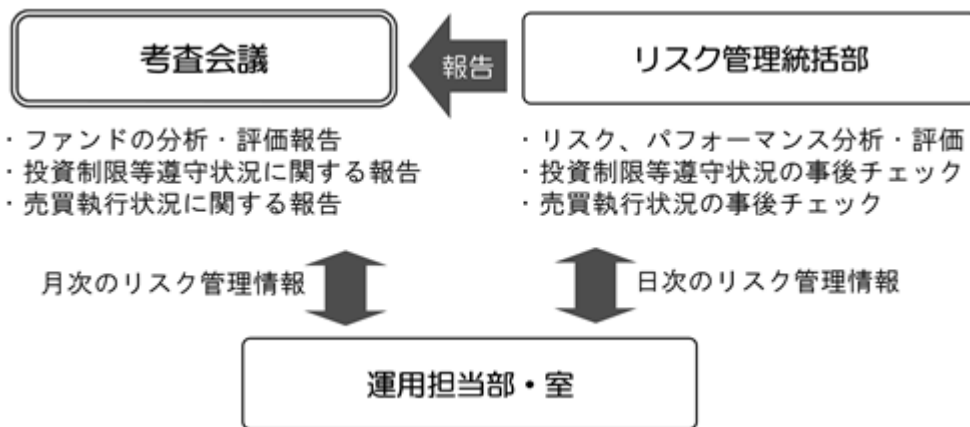 考査会議
報告
リスク管理統括部
・ファンドの分析・評価報告
・投資制限等遵守状況に関する報告
・売買執行状況に関する報告
・リスク、パフォーマンス分析・評価
・投資制限等遵守状況の事後チェック
・売買執行状況の事後チェック
月次のリスク管理情報
日次のリスク管理情報
運用担当部・室